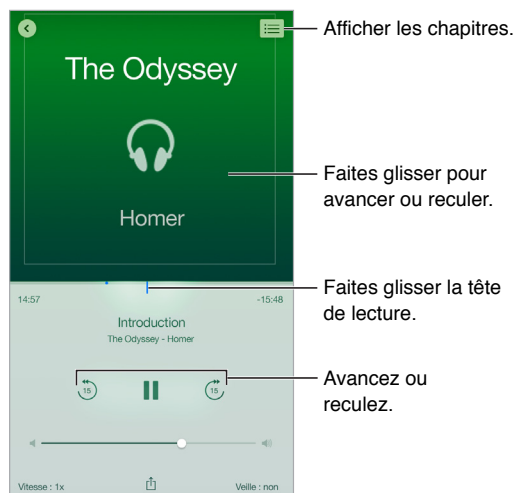 Afficher les chapitres.
The Odyssey
Homer
Faites glisser pour
avancer ou reculer.
Faites glisser la tête
de lecture.
14:57
-15:48
Introduction
The Odyssey - Homer
15
15
Avancez ou
reculez.
Vitesse : 1x
Veille : non